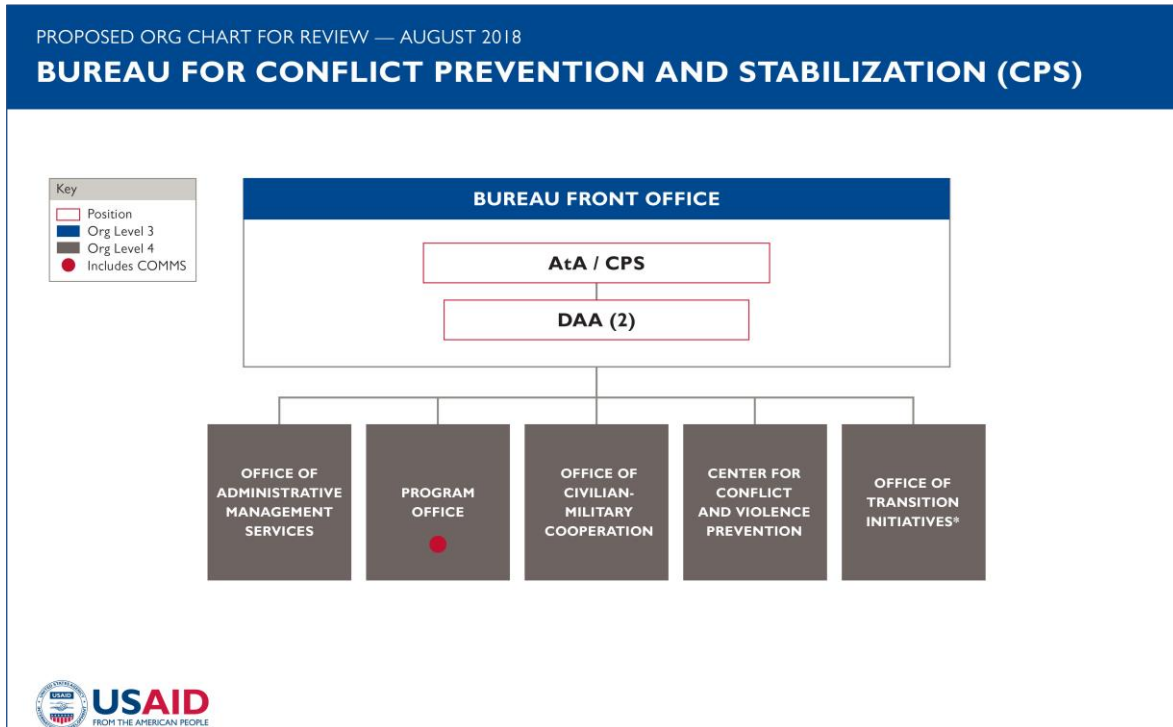 PROPOSED ORG CHART FOR REVIEW — AUGUST 2018
BUREAU FOR CONFLICT PREVENTION AND STABILIZATION (CPS)
Key
Position
Org Level 3
Org Level 4
Includes COMMS
BUREAU FRONT OFFICE
AtA / CPS
DAA (2)
OFFICE OF
ADMINISTRATIVE
MANAGEMENT
SERVICES
PROGRAM
OFFICE
OFFICE OF
CIVILIAN-
MILITARY
COOPERATION
CENTER FOR
CONFLICT
AND VIOLENCE
PREVENTION
OFFICE OF
TRANSITION
INITIATIVES*
USAID
USAID
FROM THE AMERICAN PEOPLE